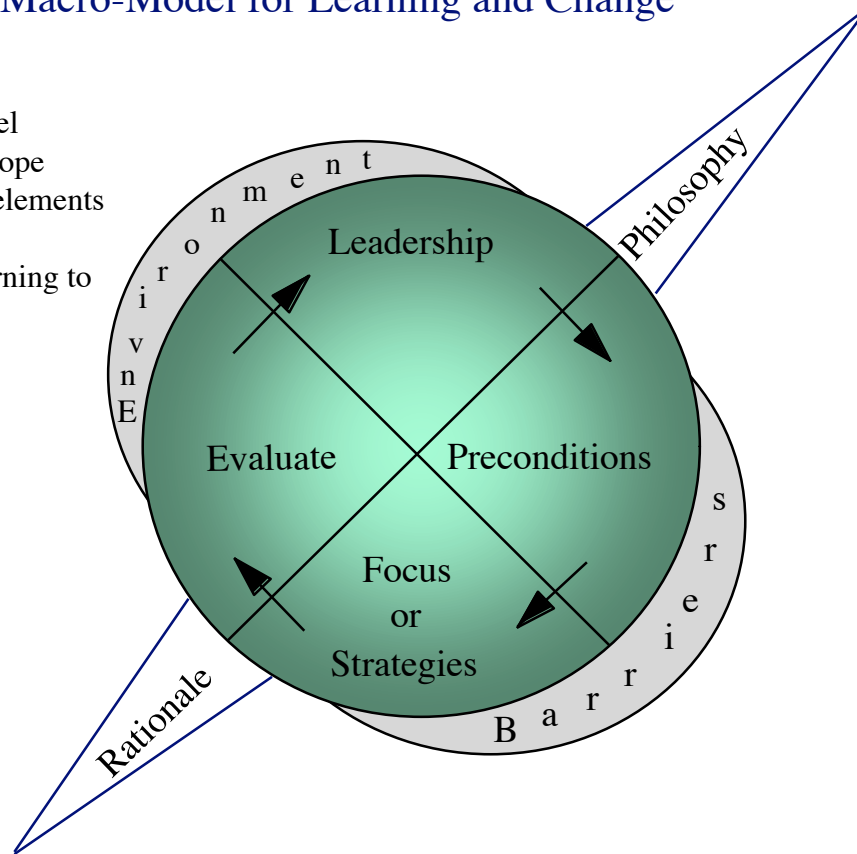 Macro-Model for Learning and Change
ope
elements
rning to
Environment
Leadership
Philosophy
Evaluate
Preconditions
Focus
or
Strategies
Rationale
Barriers